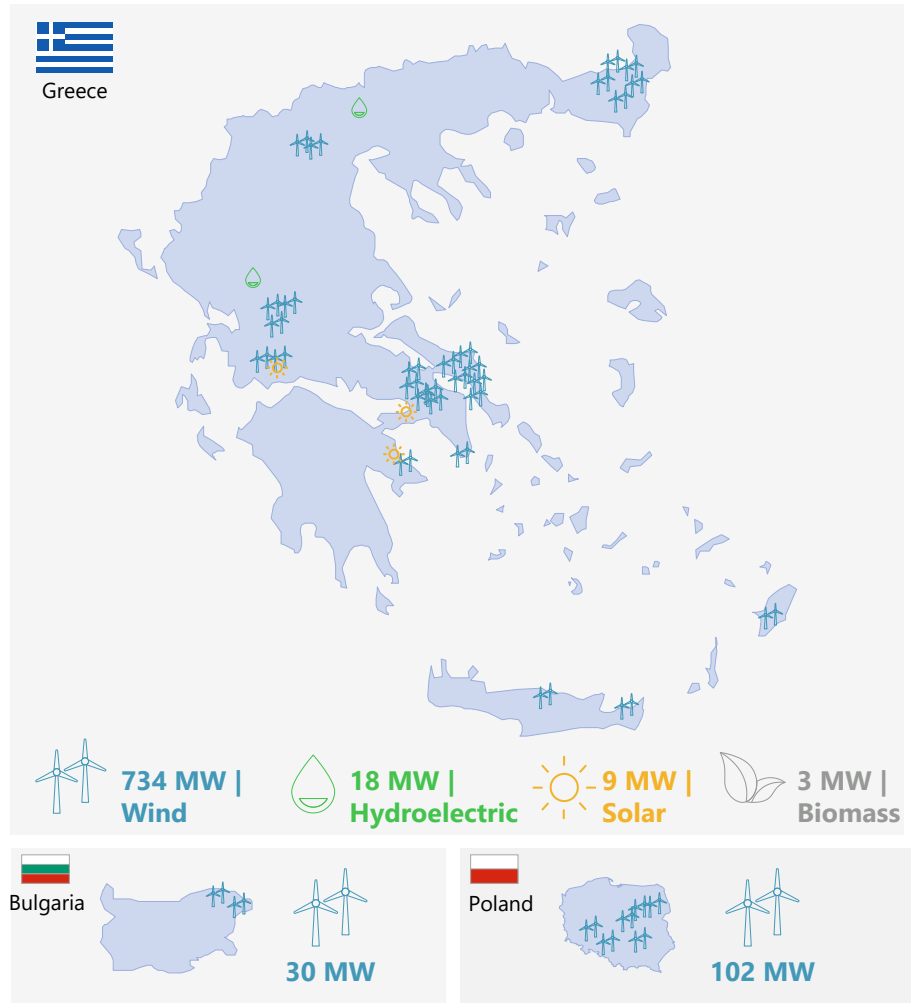 Greece
734 MW |
Wind
18 MW |
Hydroelectric
9 MW |
Solar
3 MW |
Biomass
Bulgaria
30 MW
Poland
102 MW